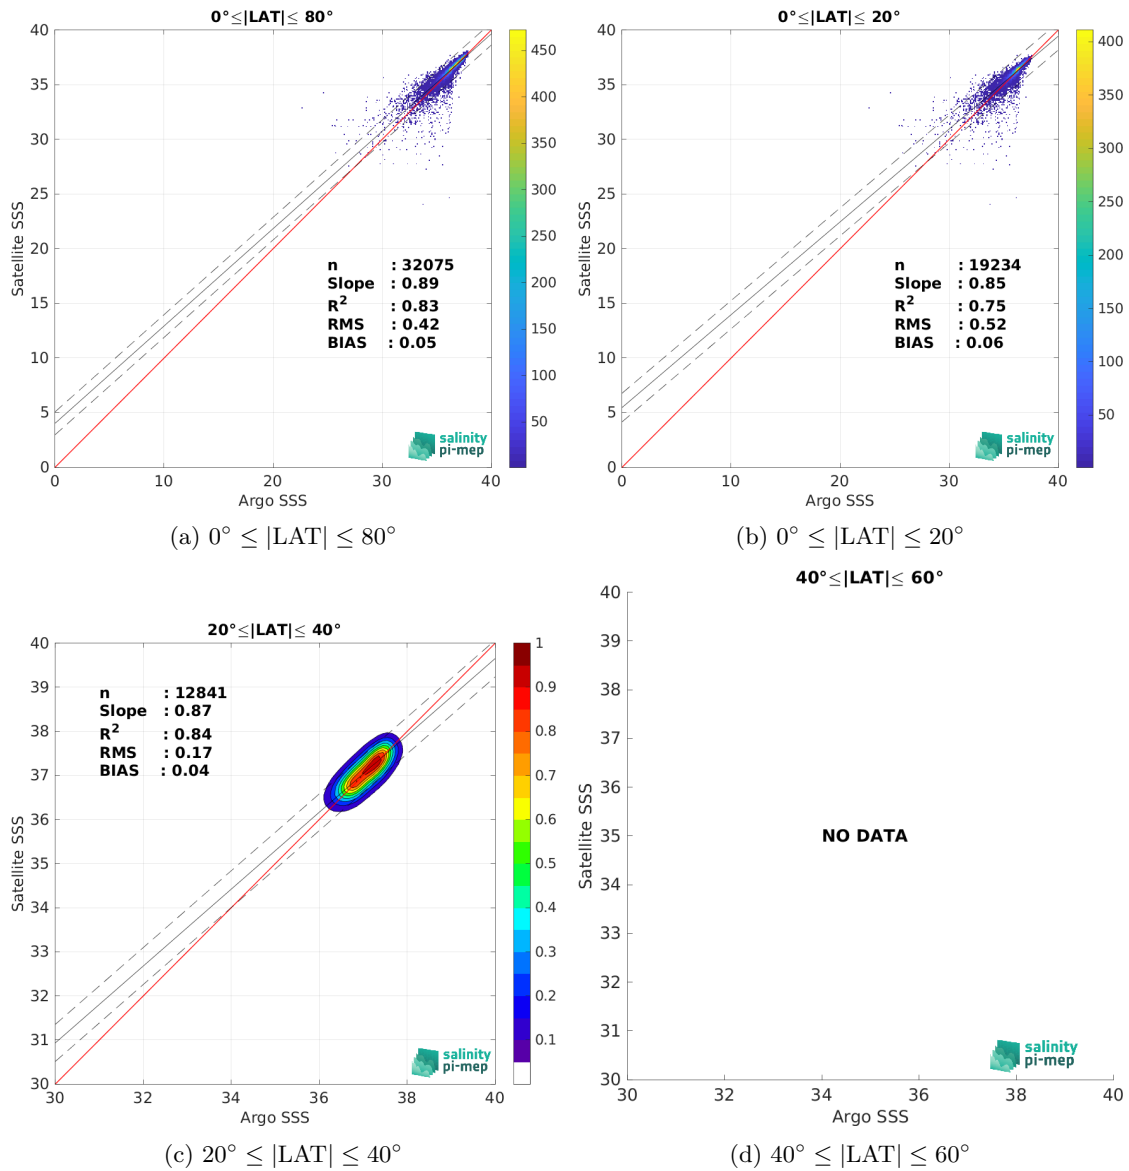 0°≤|LAT|≤ 80°
40
35
30
25
20
15
10
5
0
Satellite SSS
n : 32075
Slope : 0.89
R² : 0.83
RMS : 0.42
BIAS : 0.05
salinity
pi-mep
0 10 20 30 40
Argo SSS
450
400
350
300
250
200
150
100
50
(a) 0° ≤ |LAT| ≤ 80°
0°≤|LAT|≤ 20°
40
35
30
25
20
15
10
5
0
Satellite SSS
n : 19234
Slope : 0.85
R² : 0.75
RMS : 0.52
BIAS : 0.06
salinity
pi-mep
0 10 20 30 40
Argo SSS
400
350
300
250
200
150
100
50
(b) 0° ≤ |LAT| ≤ 20°
20°≤|LAT|≤ 40°
40
39
38
37
36
35
34
33
32
31
30
Satellite SSS
n : 12841
Slope : 0.87
R² : 0.84
RMS : 0.17
BIAS : 0.04
salinity
pi-mep
30 32 34 36 38 40
Argo SSS
1
0.9
0.8
0.7
0.6
0.5
0.4
0.3
0.2
0.1
(c) 20° ≤ |LAT| ≤ 40°
40°≤|LAT|≤ 60°
40
39
38
37
36
35
34
33
32
31
30
Satellite SSS
NO DATA
salinity
pi-mep
30 32 34 36 38 40
Argo SSS
(d) 40° ≤ |LAT| ≤ 60°